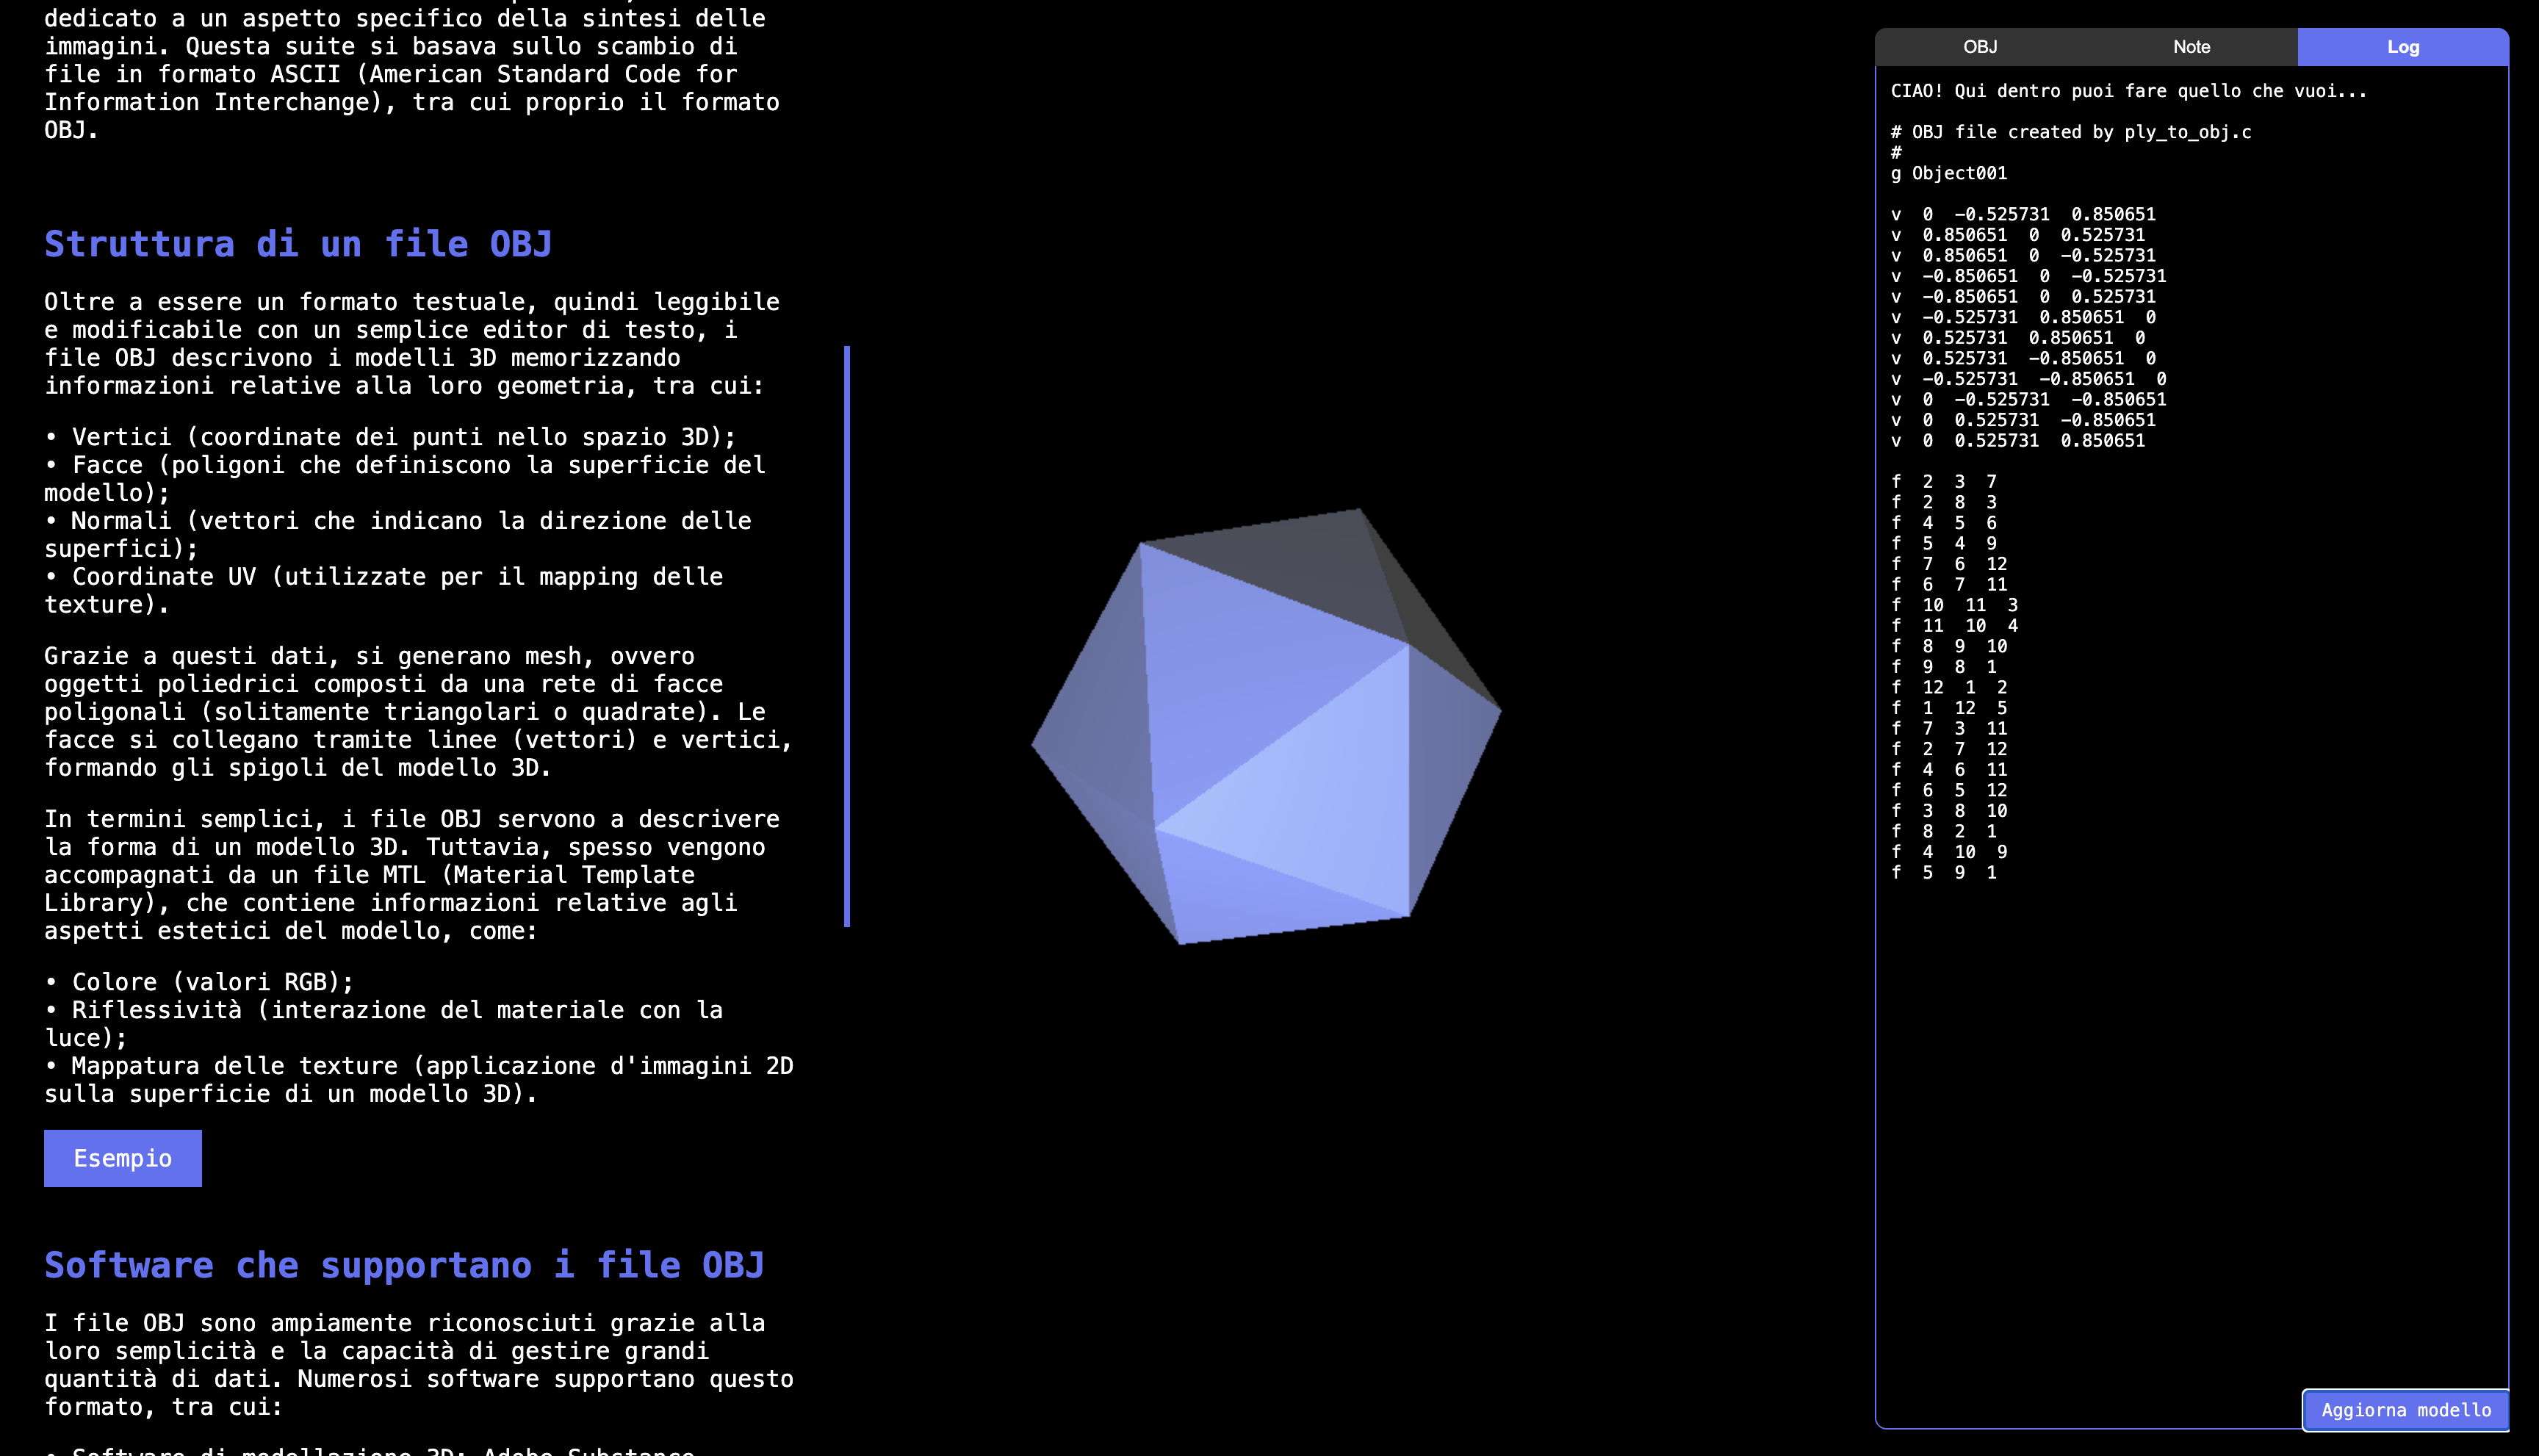 dedicato a un aspetto specifico della sintesi delle
immagini. Questa suite si basava sullo scambio di
file in formato ASCII (American Standard Code for
Information Interchange), tra cui proprio il formato
OBJ.
Struttura di un file OBJ
Oltre a essere un formato testuale, quindi leggibile
e modificabile con un semplice editor di testo, i
file OBJ descrivono i modelli 3D memorizzando
informazioni relative alla loro geometria, tra cui:
• Vertici (coordinate dei punti nello spazio 3D);
• Facce (poligoni che definiscono la superficie del
modello);
• Normali (vettori che indicano la direzione delle
superfici);
• Coordinate UV (utilizzate per il mapping delle
texture).
Grazie a questi dati, si generano mesh, ovvero
oggetti poliedrici composti da una rete di facce
poligonali (solitamente triangolari o quadrate). Le
facce si collegano tramite linee (vettori) e vertici,
formando gli spigoli del modello 3D.
In termini semplici, i file OBJ servono a descrivere
la forma di un modello 3D. Tuttavia, spesso vengono
accompagnati da un file MTL (Material Template
Library), che contiene informazioni relative agli
aspetti estetici del modello, come:
• Colore (valori RGB);
• Riflessività (interazione del materiale con la
luce);
• Mappatura delle texture (applicazione d'immagini 2D
sulla superficie di un modello 3D).
Esempio
Software che supportano i file OBJ
I file OBJ sono ampiamente riconosciuti grazie alla
loro semplicità e la capacità di gestire grandi
quantità di dati. Numerosi software supportano questo
formato, tra cui:
• Software di modellazione 3D: Adobe Substance
OBJ
Note
Log
CIAO! Qui dentro puoi fare quello che vuoi...
# OBJ file created by ply_to_obj.c
#
g Object001
v  0  -0.525731  0.850651
v  0.850651  0  0.525731
v  0.850651  0  -0.525731
v  -0.850651  0  -0.525731
v  -0.850651  0  0.525731
v  -0.525731  0.850651  0
v  0.525731  0.850651  0
v  0.525731  -0.850651  0
v  -0.525731  -0.850651  0
v  0  -0.525731  -0.850651
v  0  0.525731  -0.850651
v  0  0.525731  0.850651
f  2  3  7
f  2  8  3
f  4  5  6
f  5  4  9
f  7  6  12
f  6  7  11
f  10  11  3
f  11  10  4
f  8  9  10
f  9  8  1
f  12  1  2
f  1  12  5
f  7  3  11
f  2  7  12
f  4  6  11
f  6  5  12
f  3  8  10
f  8  2  1
f  4  10  9
f  5  9  1
Aggiorna modello